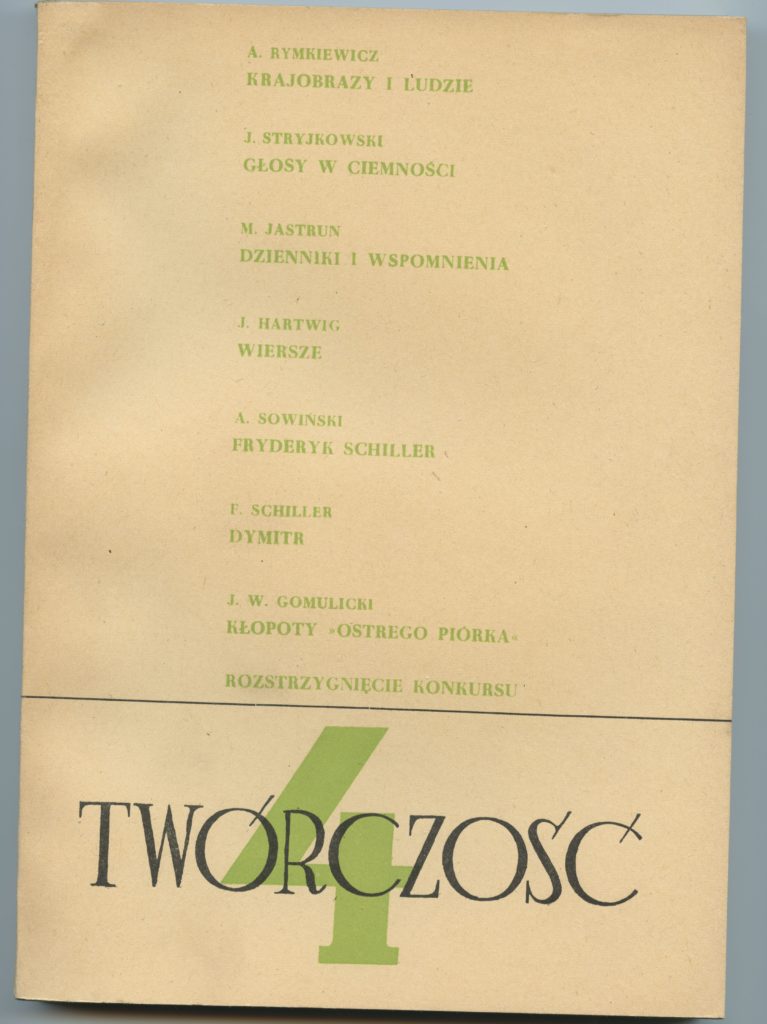 A. RYMKIEWICZ
KRAJOBRAZY I LUDZIE
J. STRYJKOWSKI
GŁOSY W CIEMNOŚCI
M. JASTRUN
DZIENNIKI I WSPOMNIENIA
J. HARTWIG
WIERSZE
A. SOWIŃSKI
FRYDERYK SCHILLER
F. SCHILLER
DYMITR
J. W. GOMULICKI
KŁOPOTY »OSTREGO PIÓRKA«
ROZSTRZYGNIĘCIE KONKURSU
4
TWÓRCZOŚĆ